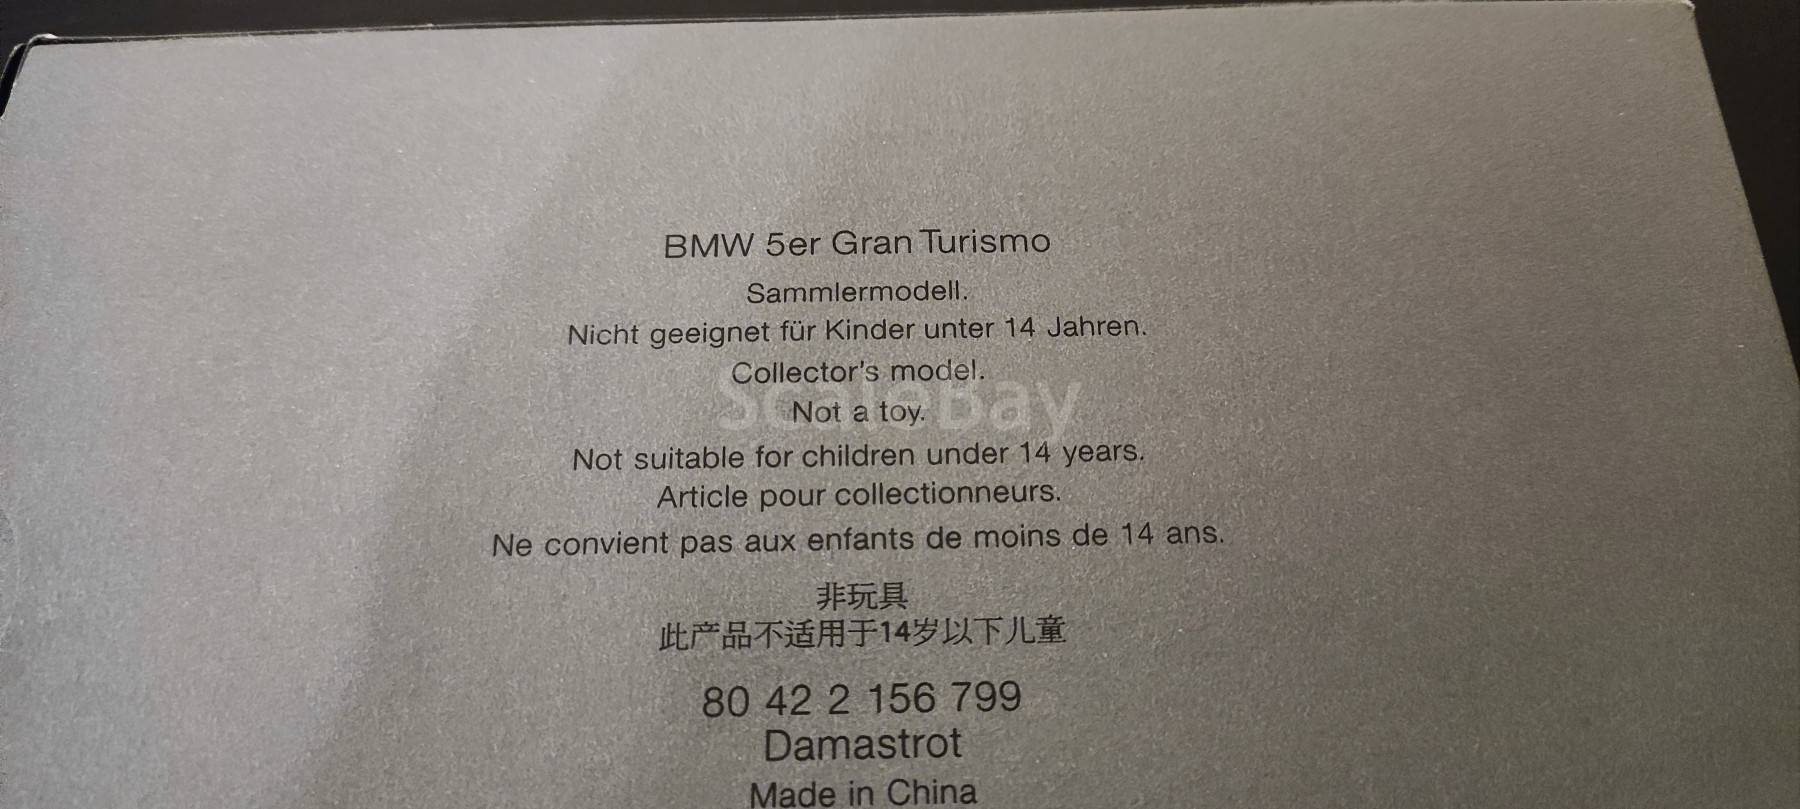 BMW 5er Gran Turismo
Sammlermodell.
Nicht geeignet für Kinder unter 14 Jahren.
Collector's model.
ScaleBay
Not a toy.
Not suitable for children under 14 years.
Article pour collectionneurs.
Ne convient pas aux enfants de moins de 14 ans.
非玩具
此产品不适用于14岁以下儿童
80 42 2 156 799
Damastrot
Made in China